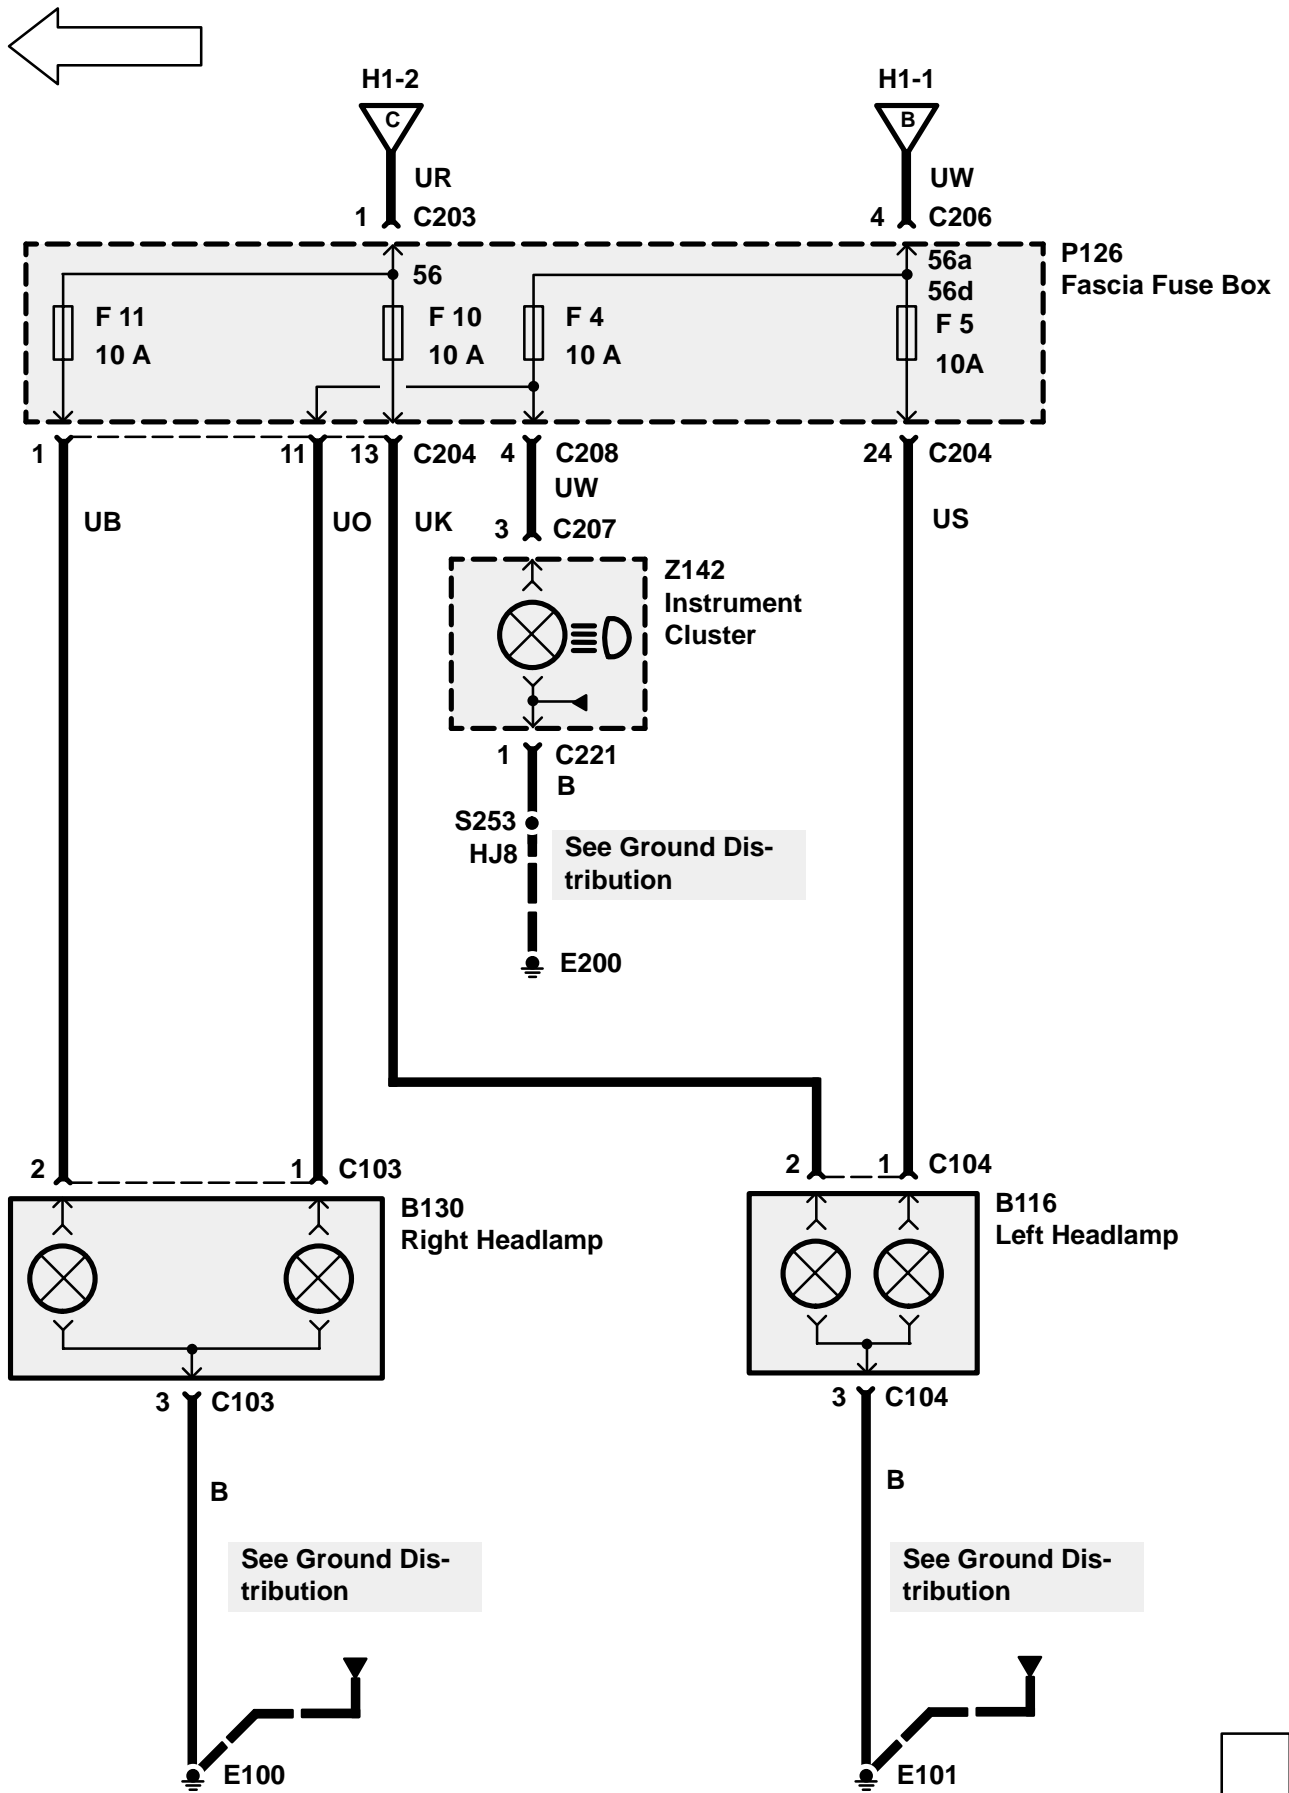 H1-2
H1-1
C
B
UR
UW
1
C203
4
C206
P126
Fascia Fuse Box
56
56a
56d
F 11
10 A
F 10
10 A
F 4
10 A
F 5
10A
1
11
13
C204
4
C208
24
C204
UW
UB
UO
UK
US
3
C207
Z142
Instrument
Cluster
1
C221
B
S253
HJ8
See Ground Dis-
tribution
E200
2
1
C103
2
1
C104
B130
Right Headlamp
B116
Left Headlamp
3
C103
3
C104
B
B
See Ground Dis-
tribution
See Ground Dis-
tribution
E100
E101